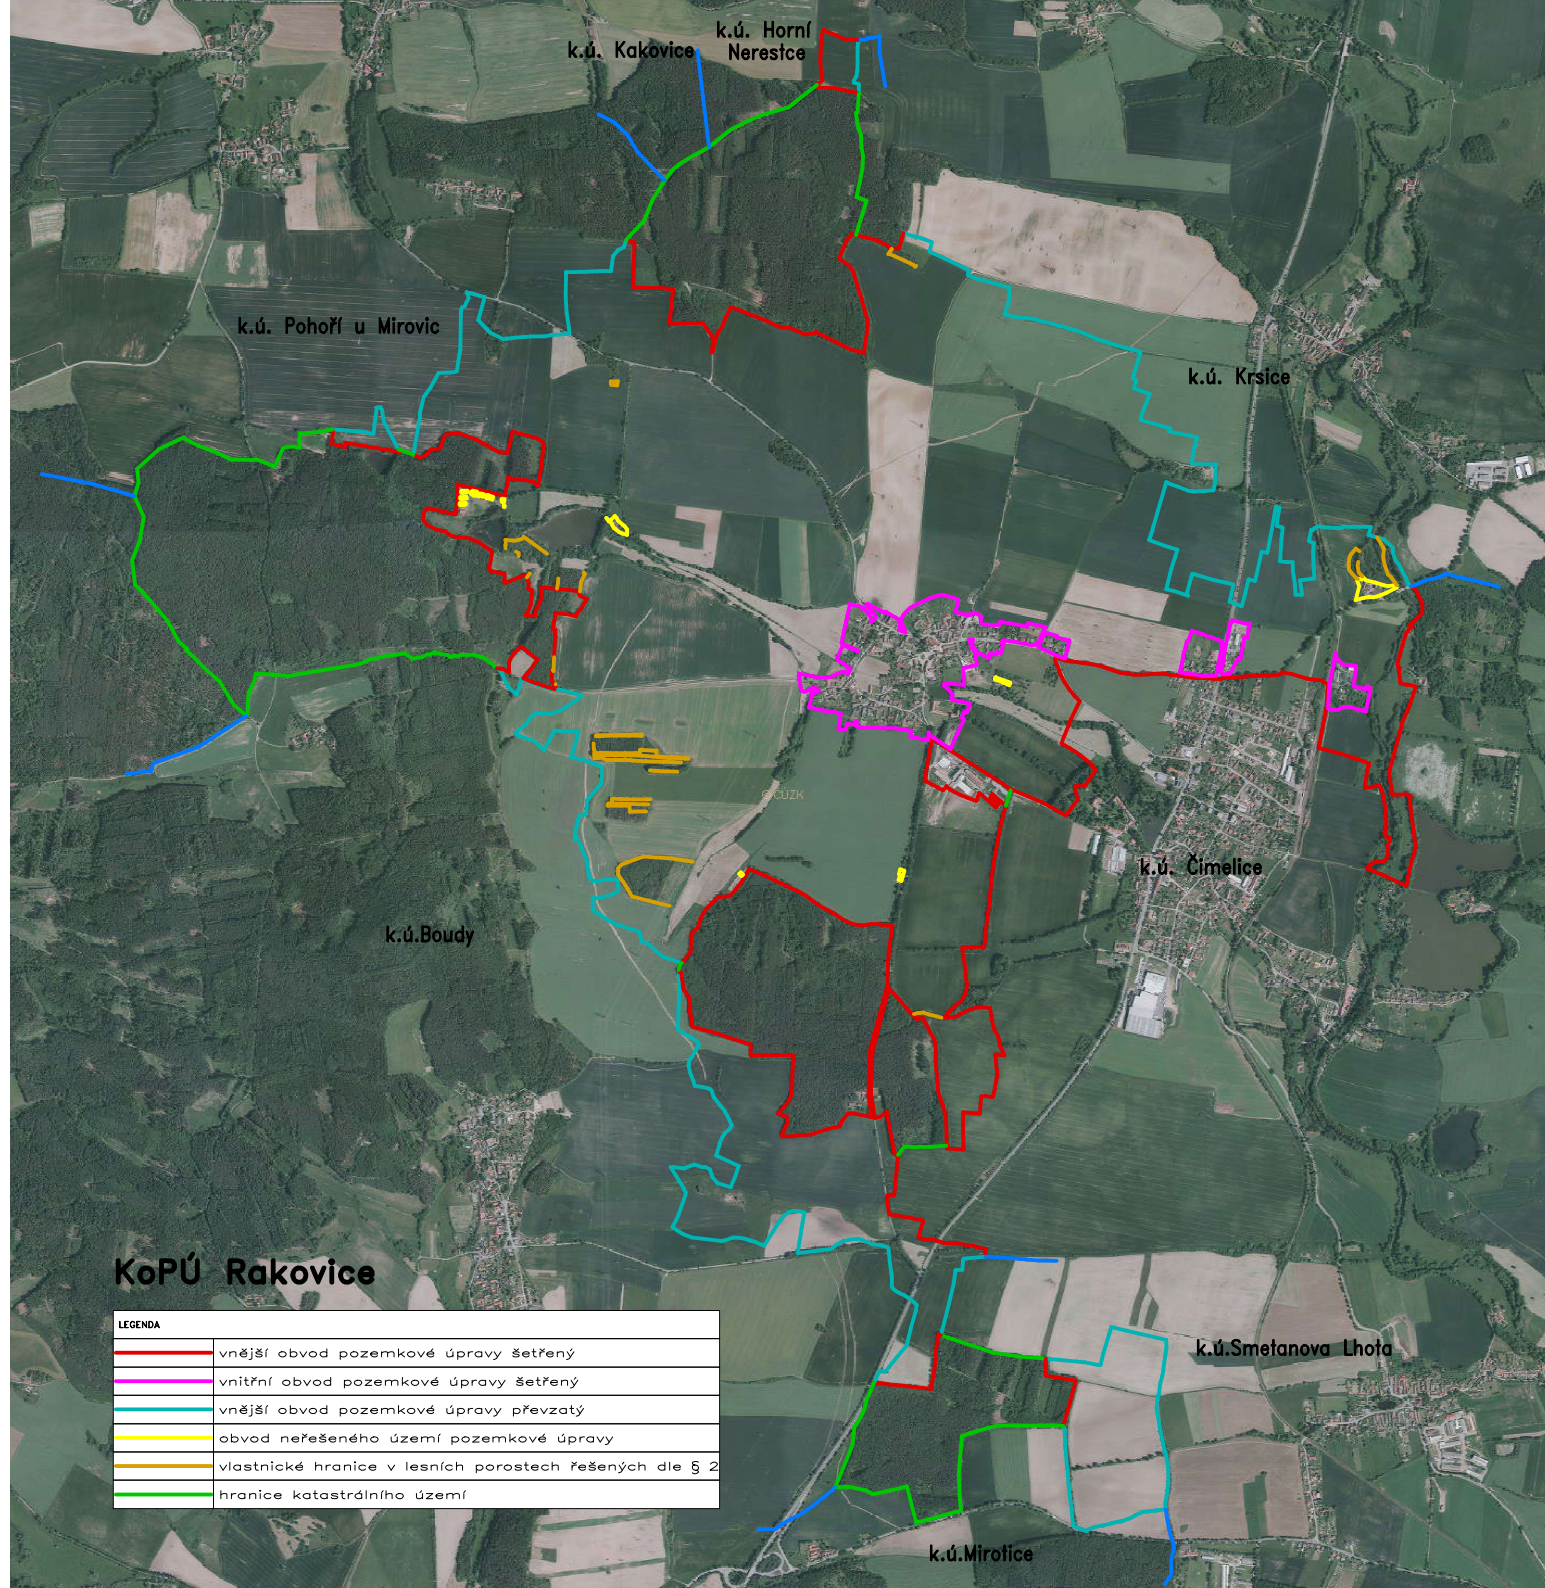 k.ú. Horní
Nerestce
k.ú. Kakovice
k.ú. Pohoří u Mirovic
k.ú. Krsice
© ČÚZK
k.ú. Čimelice
k.ú.Boudy
KoPÚ Rakovice
LEGENDA
vnější obvod pozemkové úpravy šetřený
vnitřní obvod pozemkové úpravy šetřený
vnější obvod pozemkové úpravy převzatý
obvod neřešeného území pozemkové úpravy
vlastnické hranice v lesních porostech řešených dle § 2
hranice katastrálního území
k.ú.Smetanova Lhota
k.ú.Mirotice